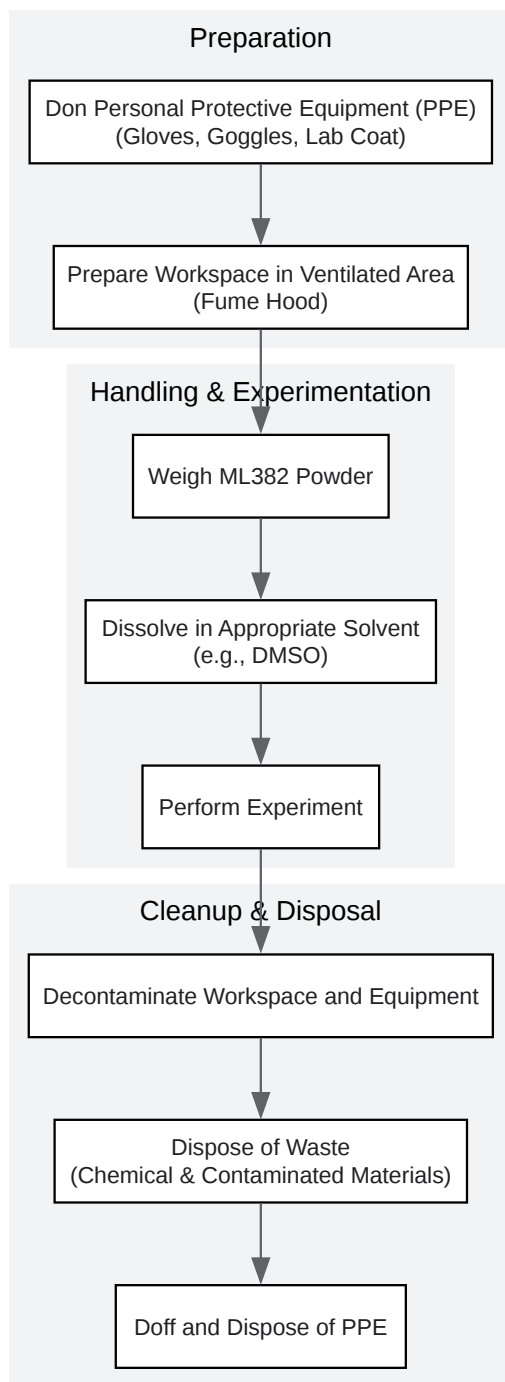 Preparation
Don Personal Protective Equipment (PPE)
(Gloves, Goggles, Lab Coat)
Prepare Workspace in Ventilated Area
(Fume Hood)
Handling & Experimentation
Weigh ML382 Powder
Dissolve in Appropriate Solvent
(e.g., DMSO)
Perform Experiment
Cleanup & Disposal
Decontaminate Workspace and Equipment
Dispose of Waste
(Chemical & Contaminated Materials)
Doff and Dispose of PPE